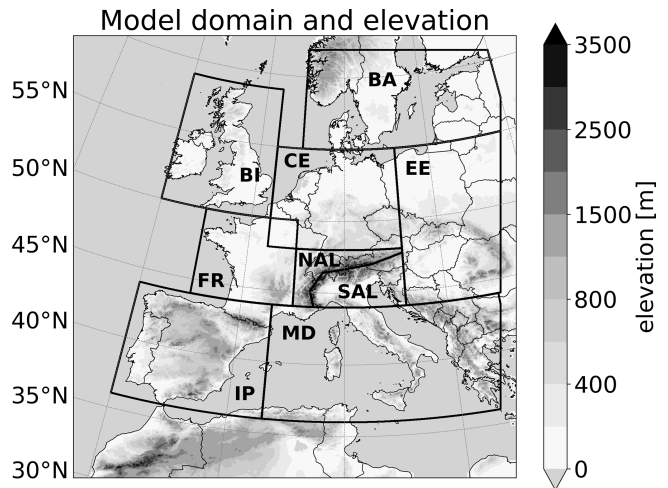 Model domain and elevation
55°N
50°N
45°N
40°N
35°N
30°N
BA
BI
CE
EE
FR
NAL
SAL
MD
IP
3500
2500
1500
800
400
0
elevation [m]